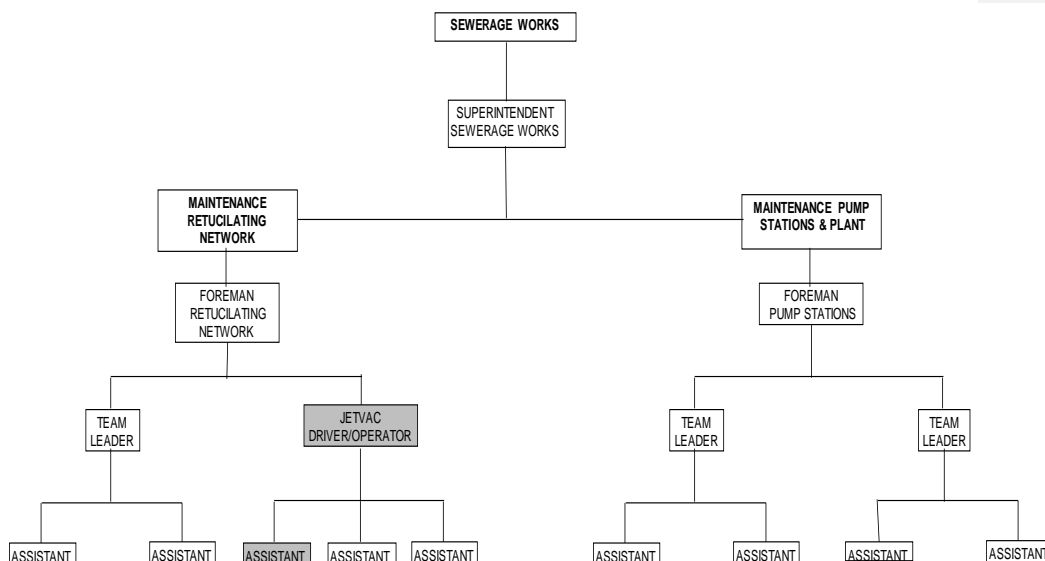 SEWERAGE WORKS
SUPERINTENDENT
SEWERAGE WORKS
MAINTENANCE
RETUCILATING
NETWORK
MAINTENANCE PUMP
STATIONS & PLANT
FOREMAN
RETUCILATING
NETWORK
FOREMAN
PUMP STATIONS
TEAM
LEADER
JETVAC
DRIVER/OPERATOR
TEAM
LEADER
TEAM
LEADER
ASSISTANT
ASSISTANT
ASSISTANT
ASSISTANT
ASSISTANT
ASSISTANT
ASSISTANT
ASSISTANT
ASSISTANT